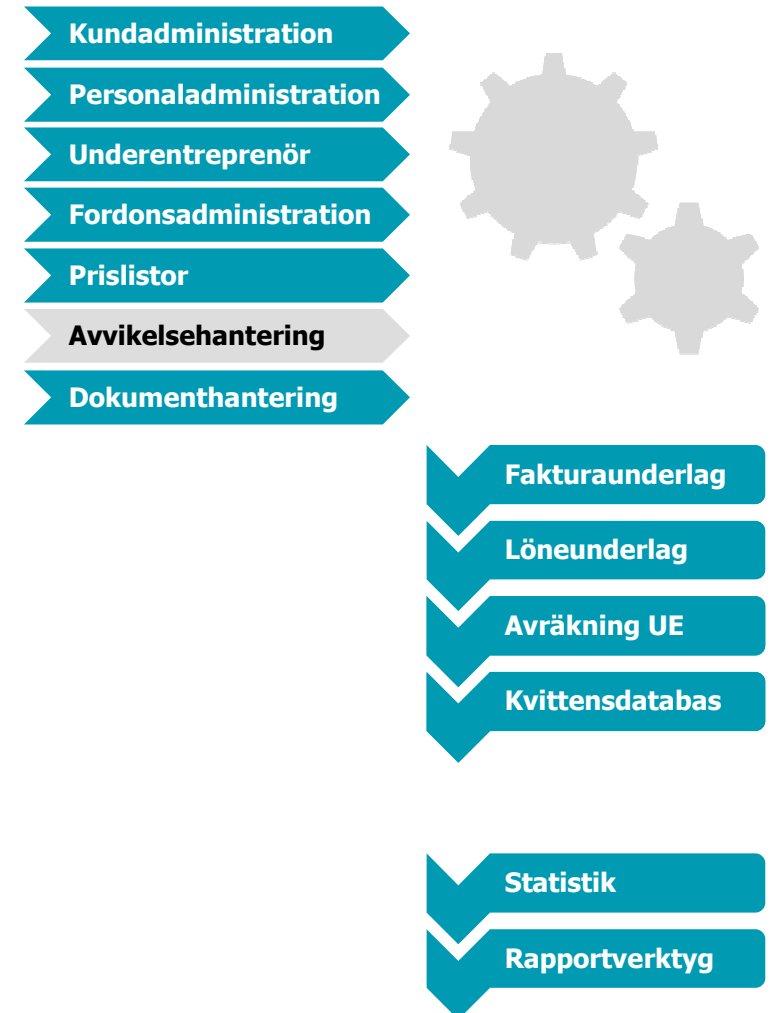 Kundadministration
Personaladministration
Underentreprenör
Fordonsadministration
Prislistor
Avvikelsehantering
Dokumenthantering
Fakturaunderlag
Löneunderlag
Avräkning UE
Kvittensdatabas
Statistik
Rapportverktyg